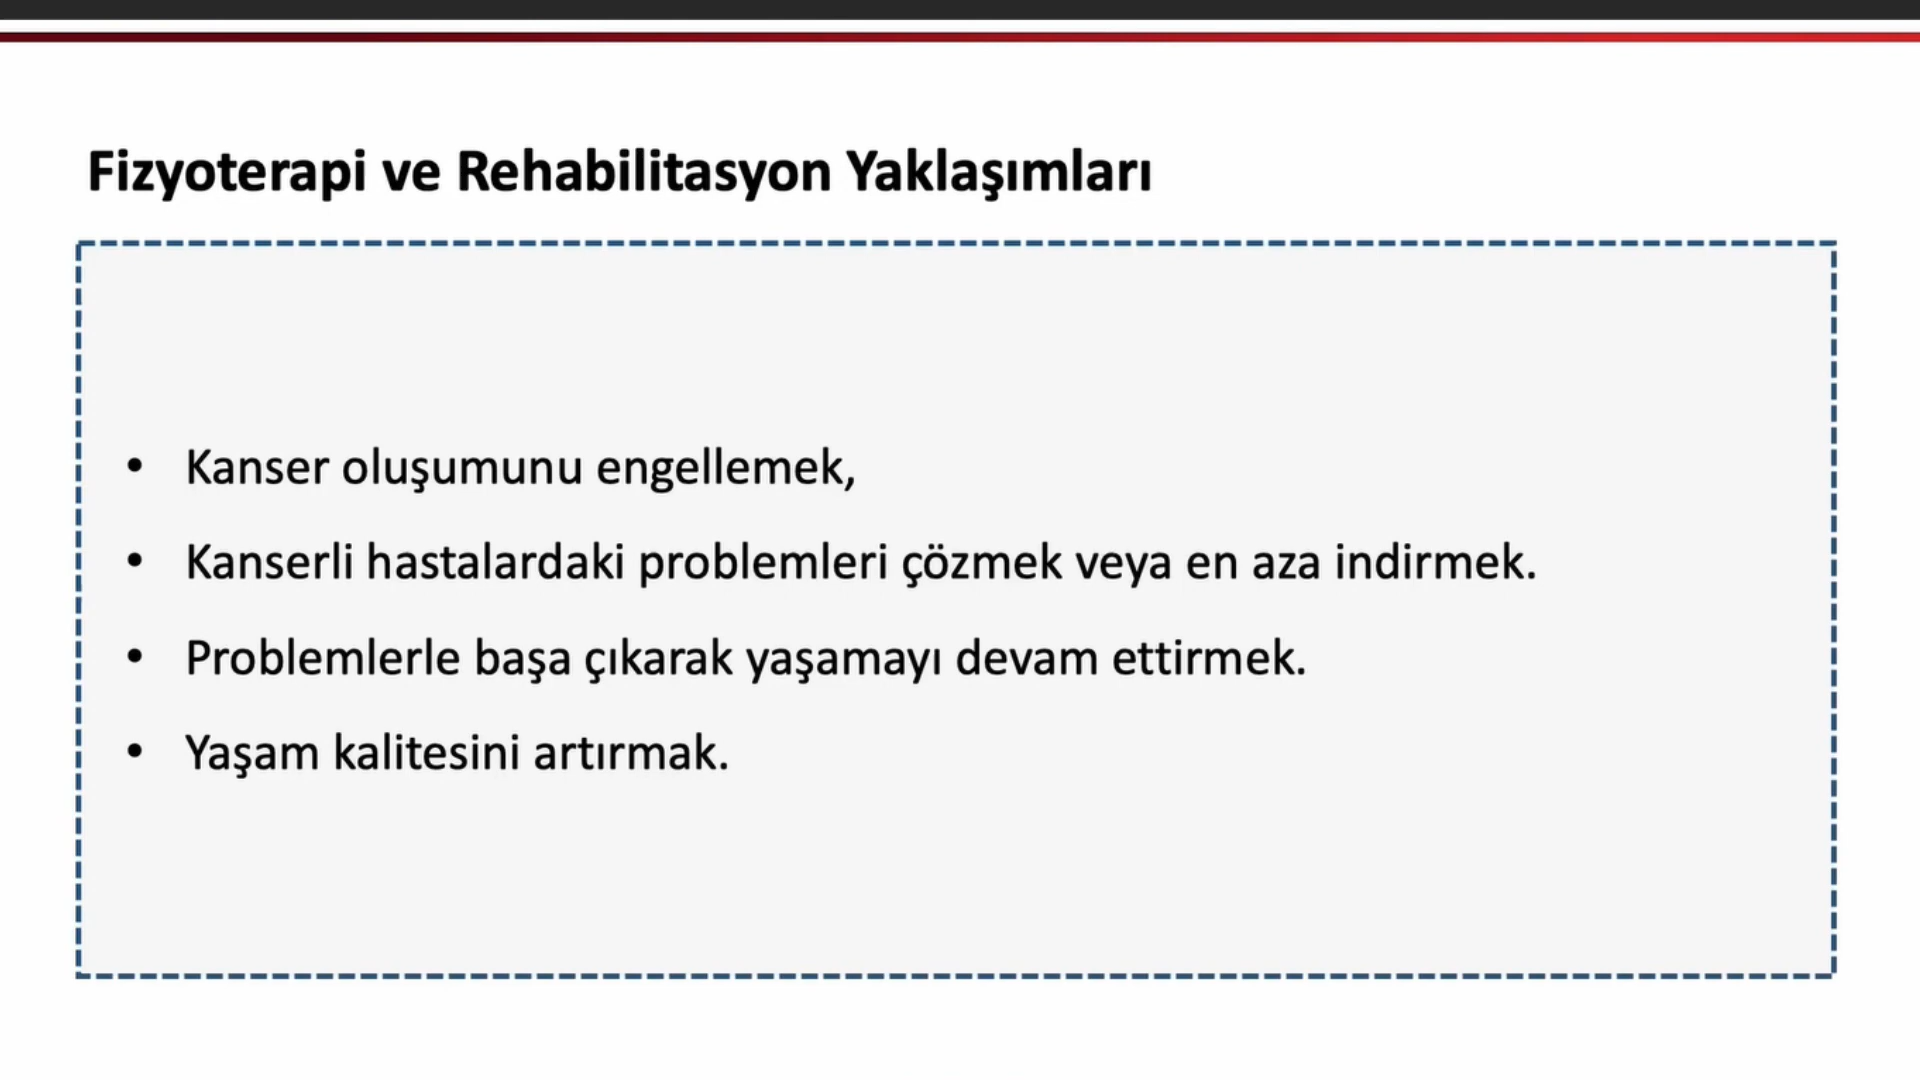 Fizyoterapi ve Rehabilitasyon Yaklaşımları
• Kanser oluşumunu engellemek,
• Kanserli hastalardaki problemleri çözmek veya en aza indirmek.
• Problemlerle başa çıkarak yaşamayı devam ettirmek.
• Yaşam kalitesini artırmak.